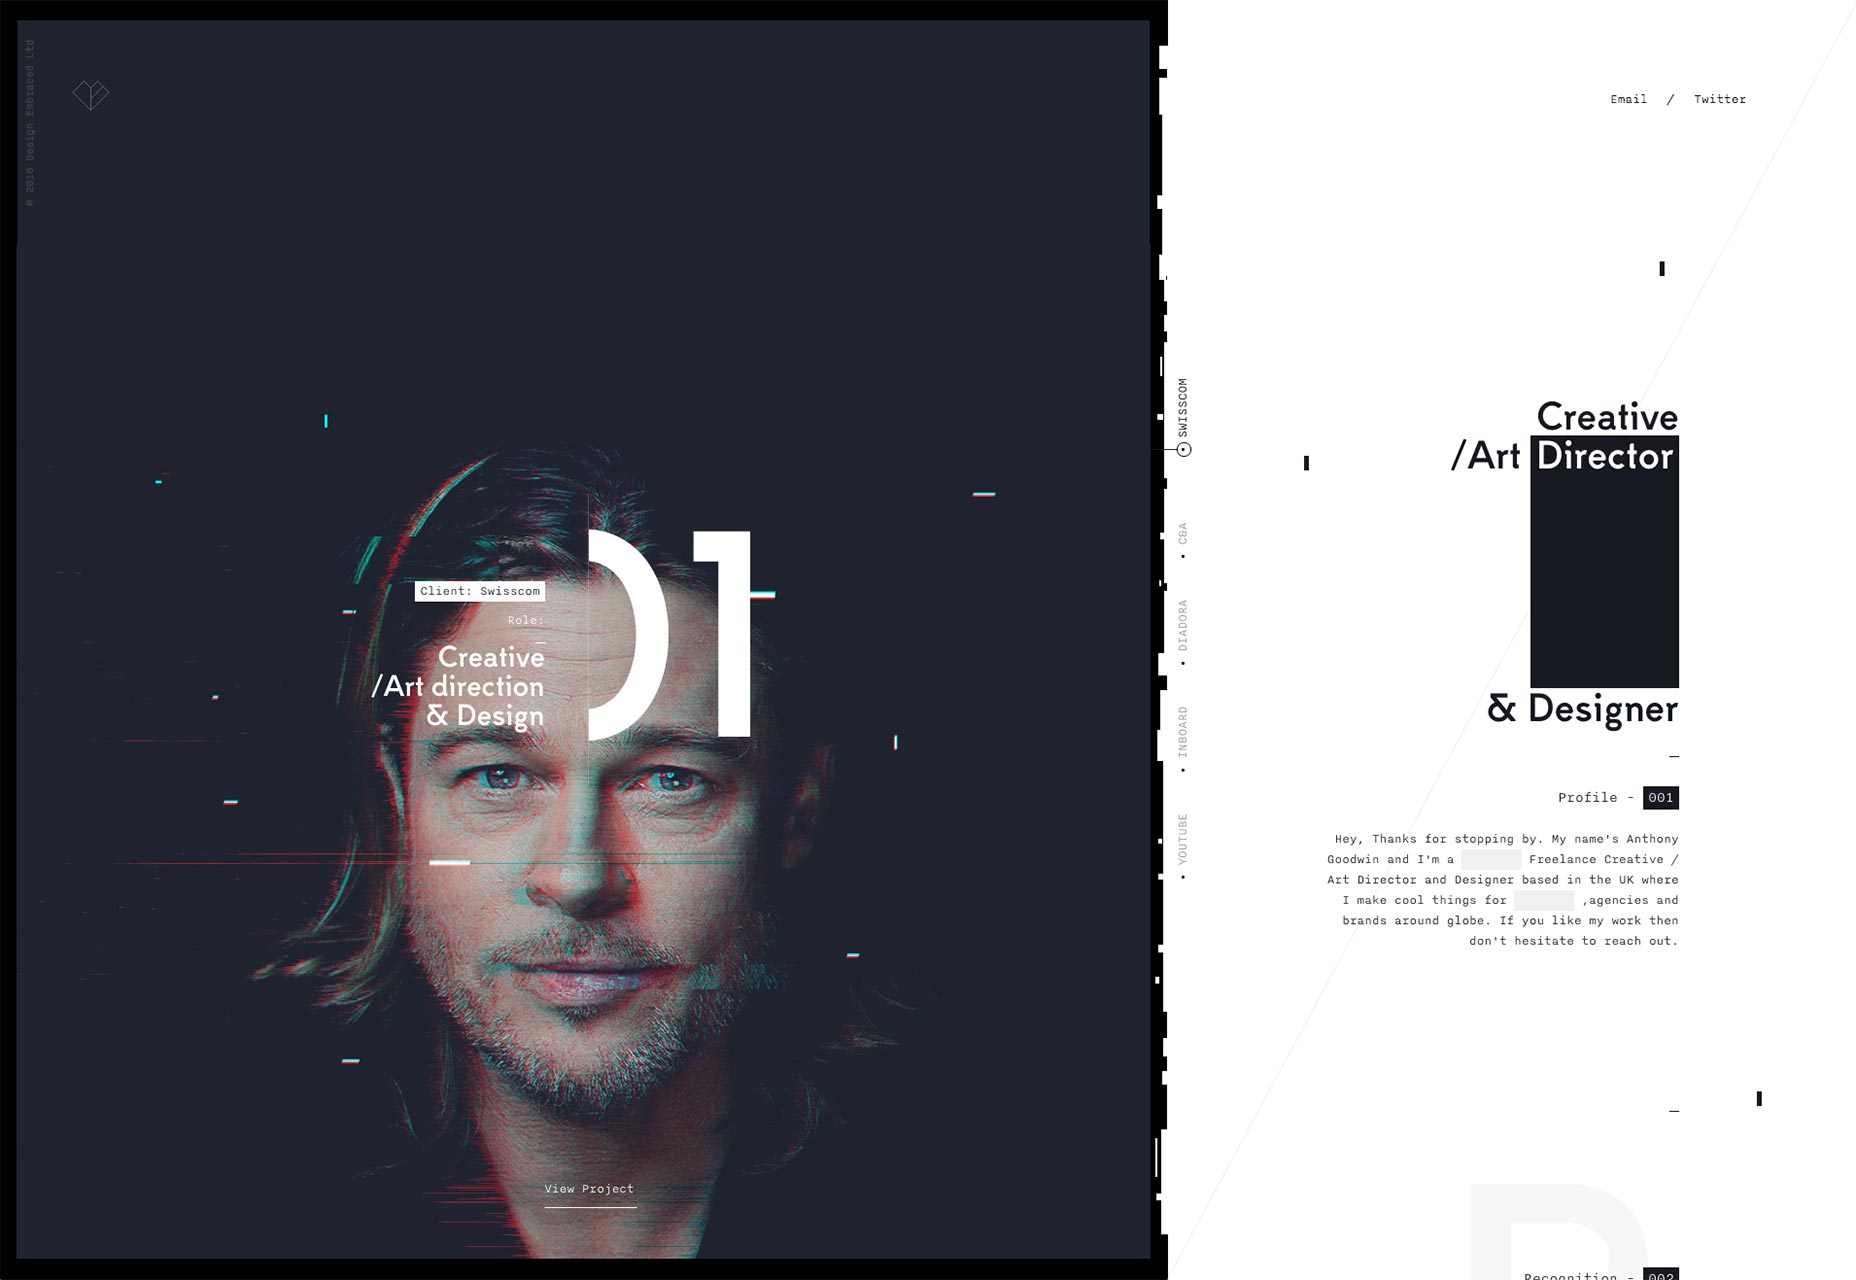 © 2016 Design Embraced Ltd
Client: Swisscom
Role:
Creative
/Art direction
& Design
01
View Project
SWISSCOM
C&A
DIADORA
INBOARD
YOUTUBE
Email / Twitter
Creative
/Art Director
& Designer
Profile - 001
Hey, Thanks for stopping by. My name's Anthony
Goodwin and I'm a Freelance Creative /
Art Director and Designer based in the UK where
I make cool things for ,agencies and
brands around globe. If you like my work then
don't hesitate to reach out.
Recognition - 002